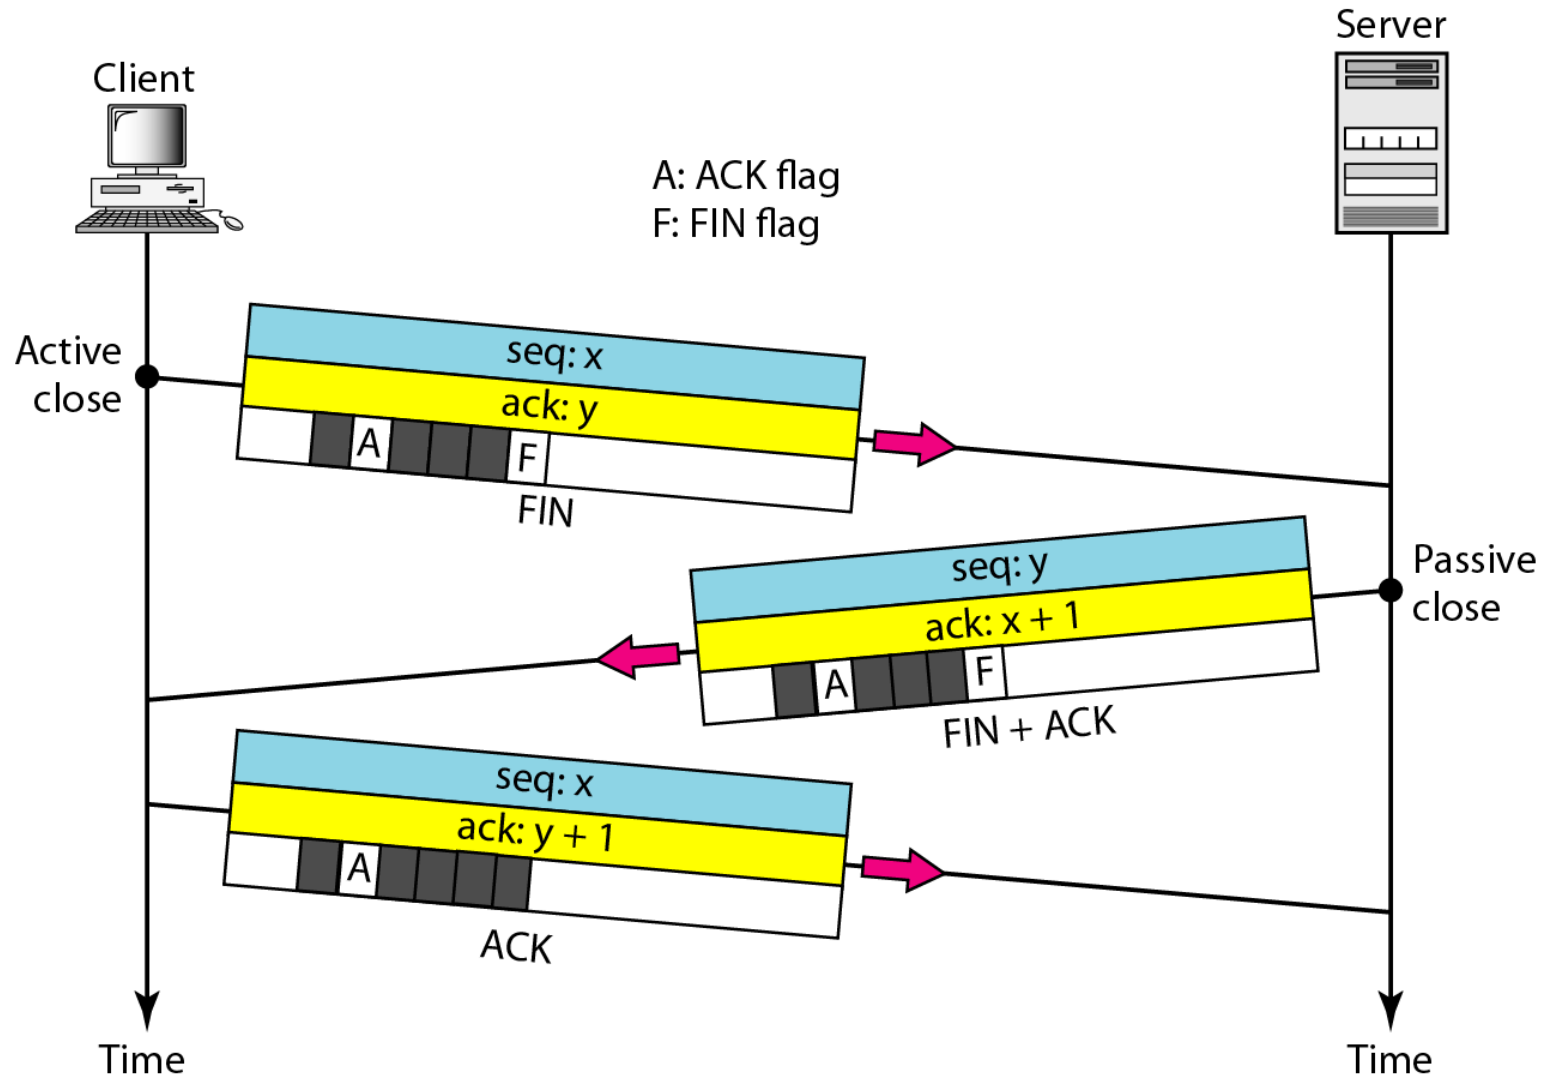 Client
Server
A: ACK flag
F: FIN flag
Active
close
seq: x
ack: y
A
F
FIN
Passive
close
seq: y
ack: x + 1
A
F
FIN + ACK
seq: x
ack: y + 1
A
ACK
Time
Time